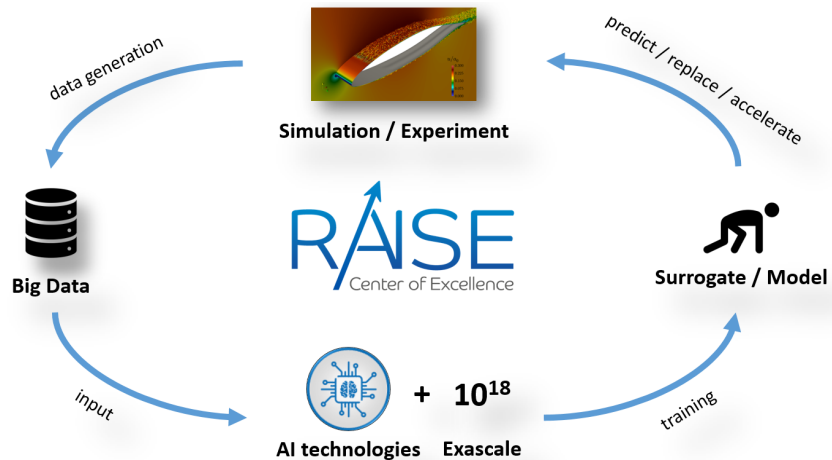 data generation
predict / replace / accelerate
Simulation / Experiment
RAISE
Center of Excellence
Big Data
Surrogate / Model
+ 10¹⁸
AI technologies Exascale
input
training